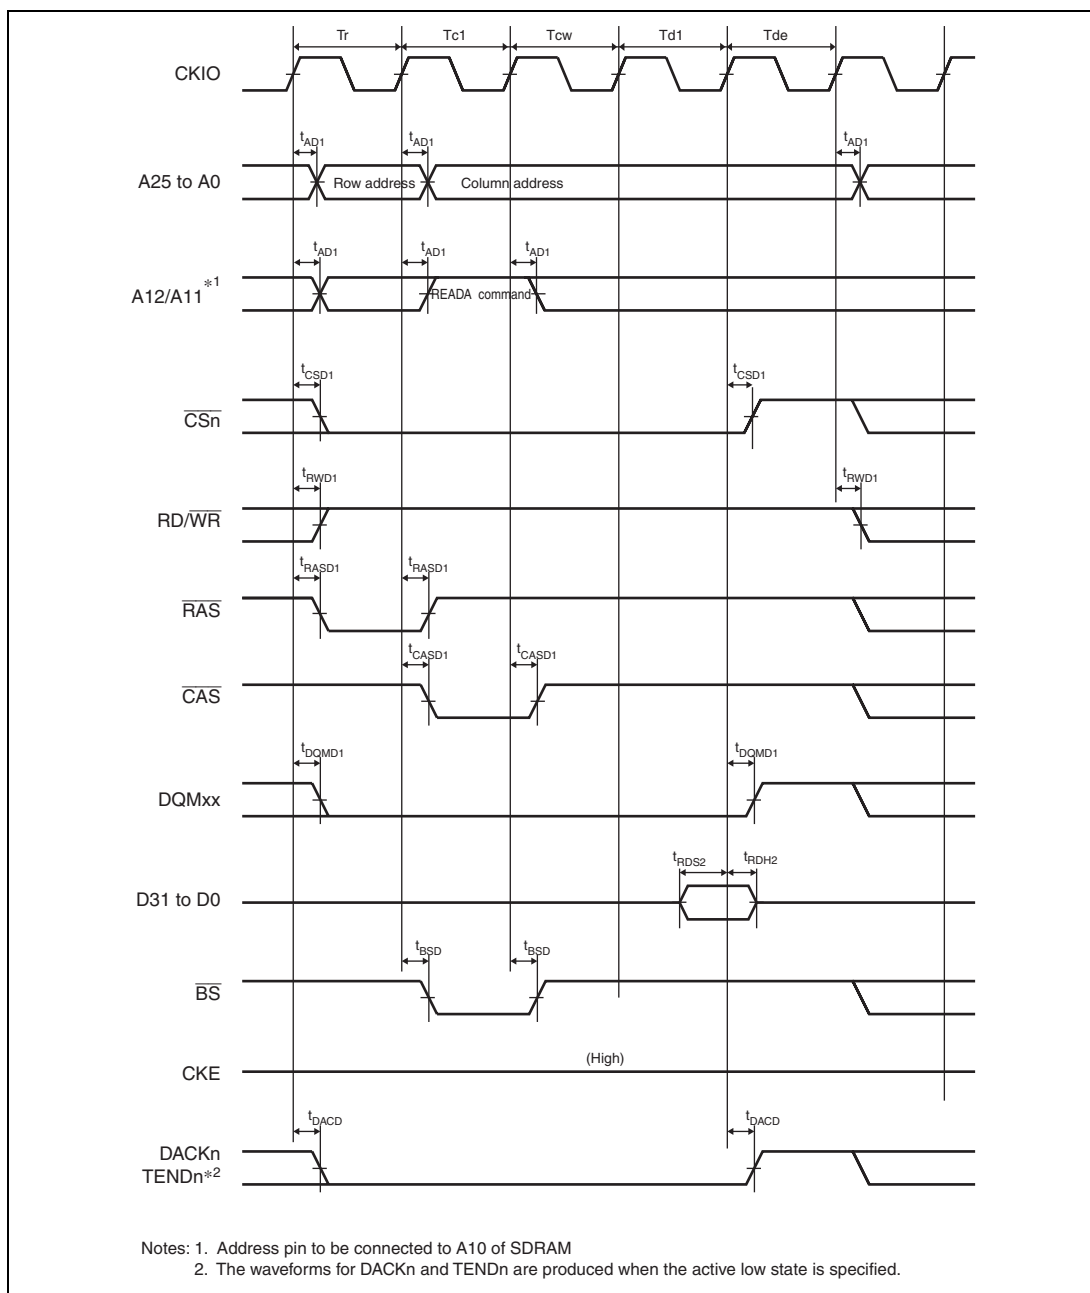 Tr Tc1 Tcw Td1 Tde
CKIO
tAD1 tAD1 tAD1
A25 to A0 Row address Column address
tAD1 tAD1 tAD1
A12/A11*1 READA command
tCSD1 tCSD1
CSn
tRWD1 tRWD1
RD/WR
tRASD1 tRASD1
RAS
tCASD1 tCASD1
CAS
tDQMD1 tDQMD1
DQMxx
tRDS2 tRDH2
D31 to D0
tBSD tBSD
BS
(High)
CKE
tDACD tDACD
DACKn
TENDn*2
Notes: 1. Address pin to be connected to A10 of SDRAM
2. The waveforms for DACKn and TENDn are produced when the active low state is specified.